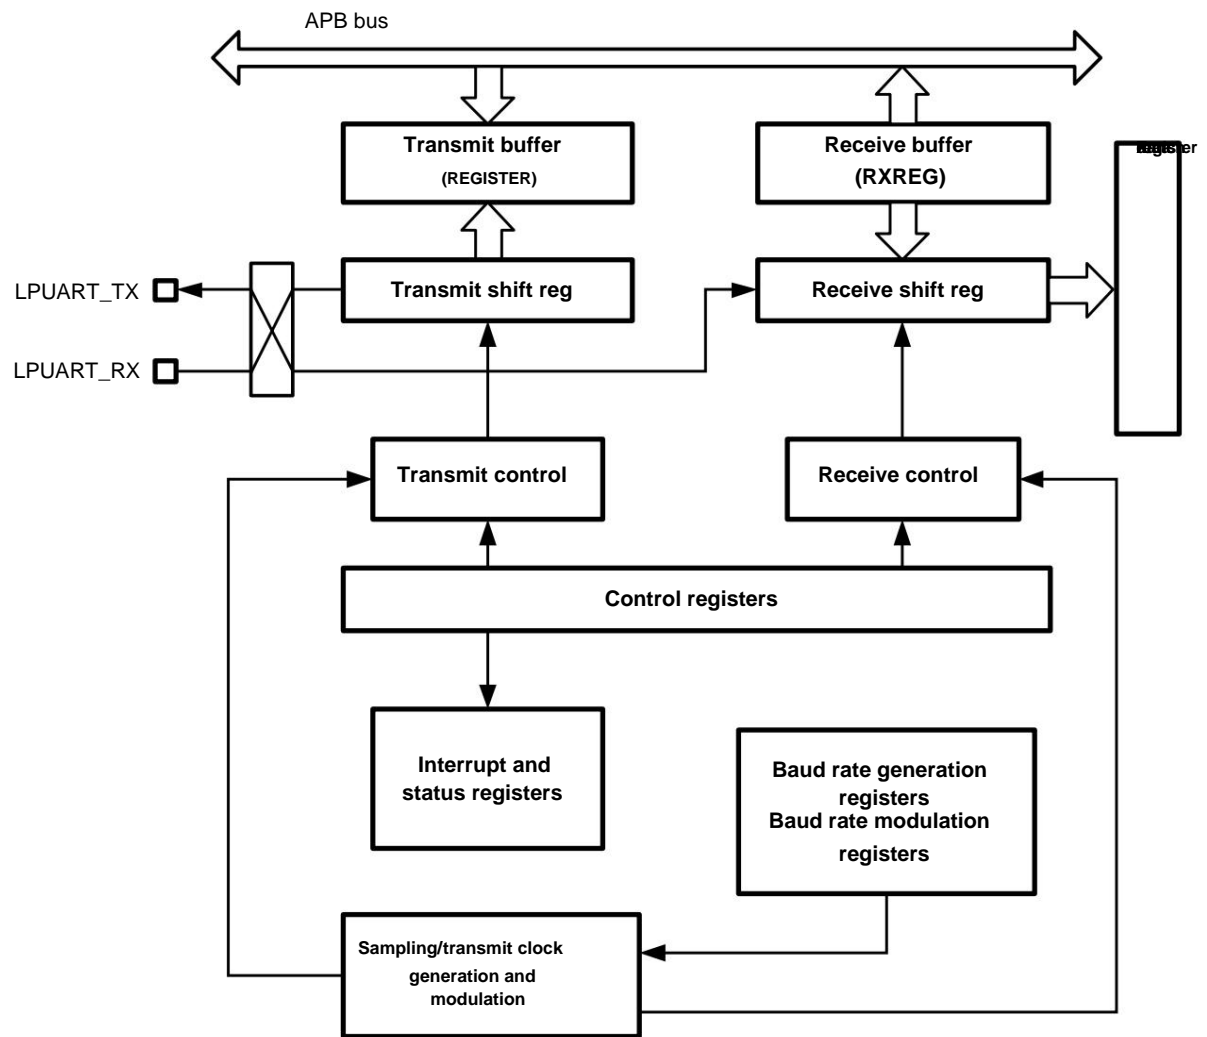 APB bus
Transmit buffer
(REGISTER)
Receive buffer
(RXREG)
LPUART_TX
Transmit shift reg
Receive shift reg
LPUART_RX
Transmit control
Receive control
Control registers
Interrupt and
status registers
Baud rate generation
registers
Baud rate modulation
registers
Sampling/transmit clock
generation and
modulation